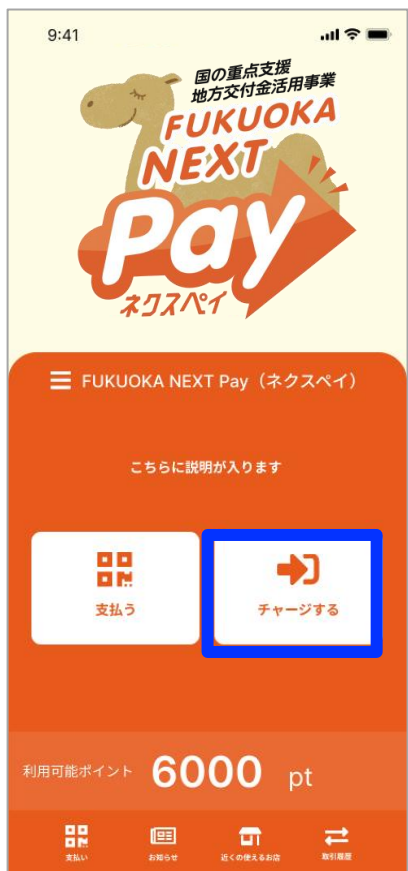 9:41
国の重点支援
地方交付金活用事業
FUKUOKA
NEXT
Pay
ネクスペイ
FUKUOKA NEXT Pay（ネクスペイ）
こちらに説明が入ります
支払う
チャージする
利用可能ポイント 6000 pt
支払い お知らせ 近くの使えるお店 取引履歴